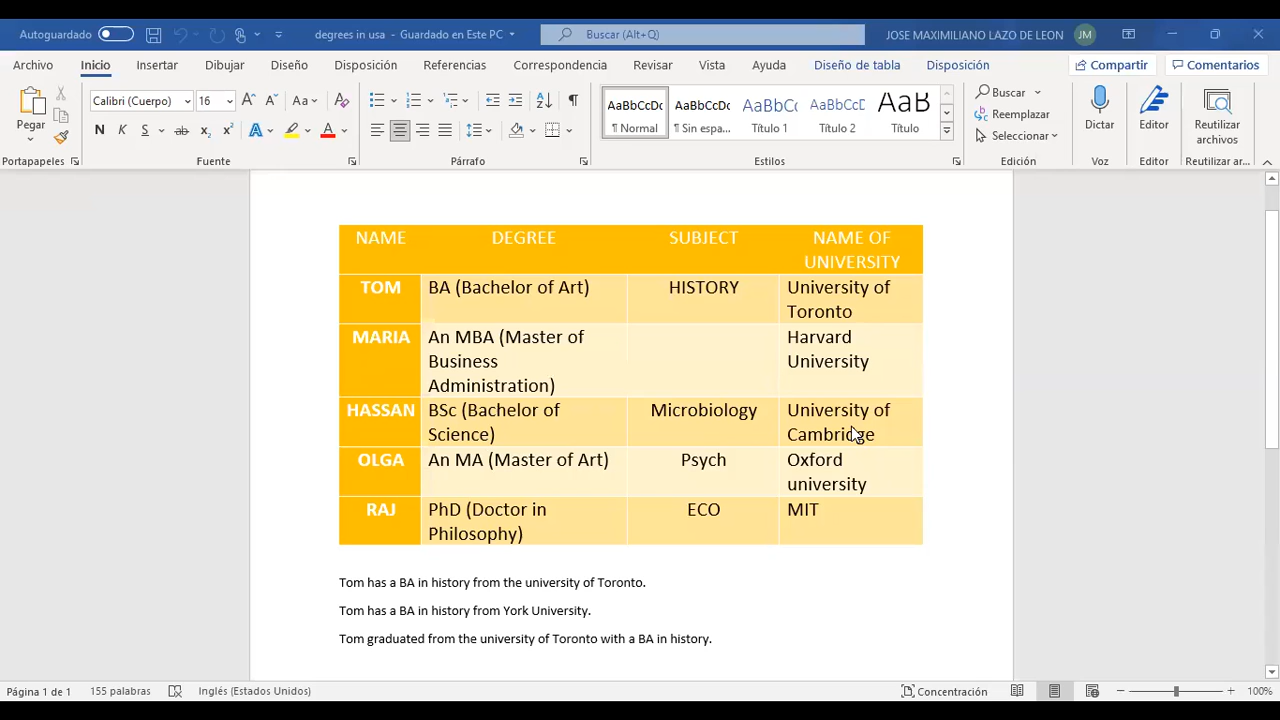 Autoguardado
degrees in usa - Guardado en Este PC
Buscar (Alt+Q)
JOSE MAXIMILIANO LAZO DE LEON
JM
Archivo Inicio Insertar Dibujar Diseño Disposición Referencias Correspondencia Revisar Vista Ayuda Diseño de tabla Disposición Compartir Comentarios
Calibri (Cuerpo) 16
Pegar
N K S ab x₂ x²
AaBbCcDc AaBbCcDc AaBbCc AaBbCcD AaB
¶ Normal ¶ Sin espa... Título 1 Título 2 Título
Buscar
Reemplazar
Seleccionar
Dictar
Editor
Reutilizar
archivos
Portapapeles Fuente Párrafo Estilos Edición Voz Editor Reutilizar ar...
NAME DEGREE SUBJECT NAME OF
UNIVERSITY
TOM BA (Bachelor of Art) HISTORY University of
Toronto
MARIA An MBA (Master of Harvard
Business University
Administration)
HASSAN BSc (Bachelor of Microbiology University of
Science) Cambridge
OLGA An MA (Master of Art) Psych Oxford
university
RAJ PhD (Doctor in ECO MIT
Philosophy)
Tom has a BA in history from the university of Toronto.
Tom has a BA in history from York University.
Tom graduated from the university of Toronto with a BA in history.
Página 1 de 1 155 palabras Inglés (Estados Unidos) Concentración 100%